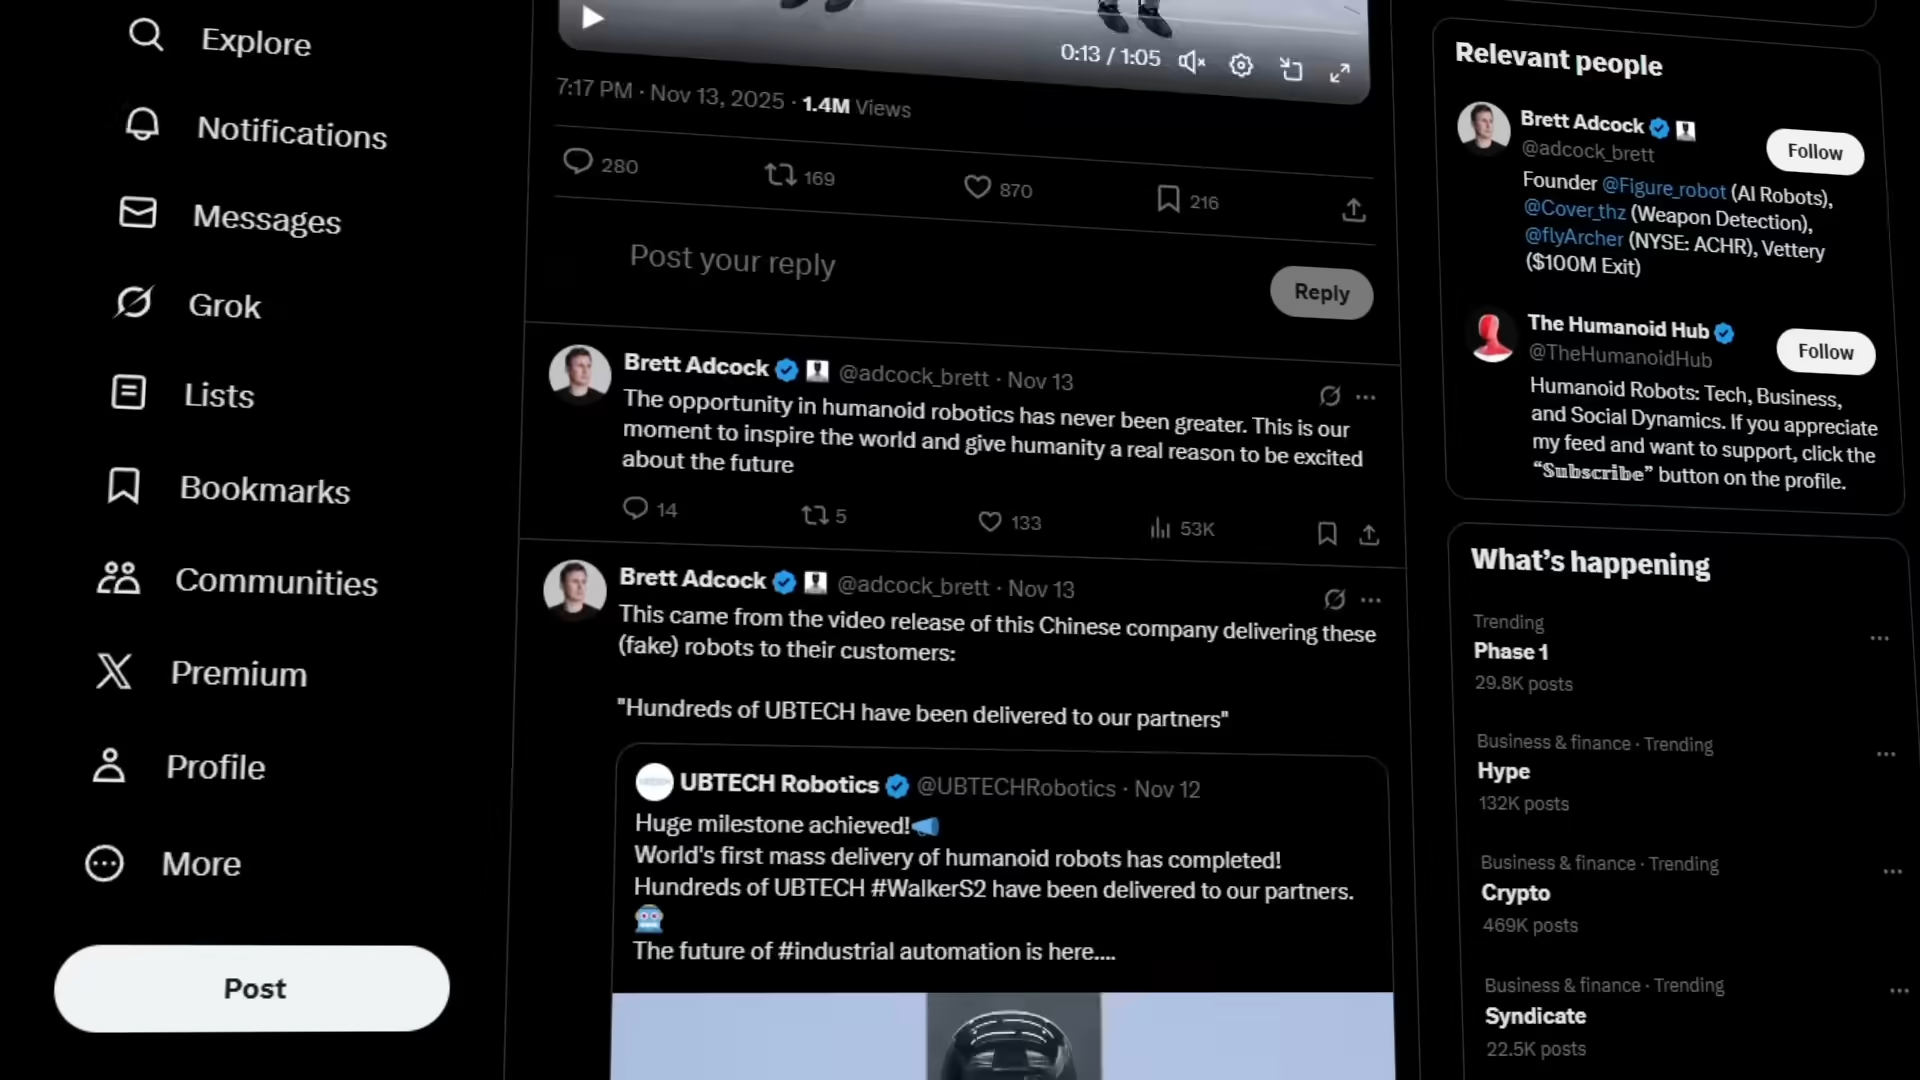 Explore
Notifications
Messages
Grok
Lists
Bookmarks
Communities
Premium
Profile
More
Post
0:13 / 1:05
7:17 PM · Nov 13, 2025 · 1.4M Views
280 169 870 216
Post your reply
Reply
Brett Adcock @adcock_brett · Nov 13
The opportunity in humanoid robotics has never been greater. This is our
moment to inspire the world and give humanity a real reason to be excited
about the future
14 5 133 53K
Brett Adcock @adcock_brett · Nov 13
This came from the video release of this Chinese company delivering these
(fake) robots to their customers:
"Hundreds of UBTECH have been delivered to our partners"
UBTECH Robotics @UBTECHRobotics · Nov 12
Huge milestone achieved!📣
World's first mass delivery of humanoid robots has completed!
Hundreds of UBTECH #WalkerS2 have been delivered to our partners.
🤖
The future of #industrial automation is here....
Relevant people
Brett Adcock
@adcock_brett
Follow
Founder @Figure_robot (AI Robots),
@Cover_thz (Weapon Detection),
@flyArcher (NYSE: ACHR), Vettery
($100M Exit)
The Humanoid Hub
@TheHumanoidHub
Follow
Humanoid Robots: Tech, Business,
and Social Dynamics. If you appreciate
my feed and want to support, click the
“𝕊𝕦𝕓𝕤𝕔𝕣𝕚𝕓𝕖” button on the profile.
What’s happening
Trending
Phase 1
29.8K posts
Business & finance · Trending
Hype
132K posts
Business & finance · Trending
Crypto
469K posts
Business & finance · Trending
Syndicate
22.5K posts